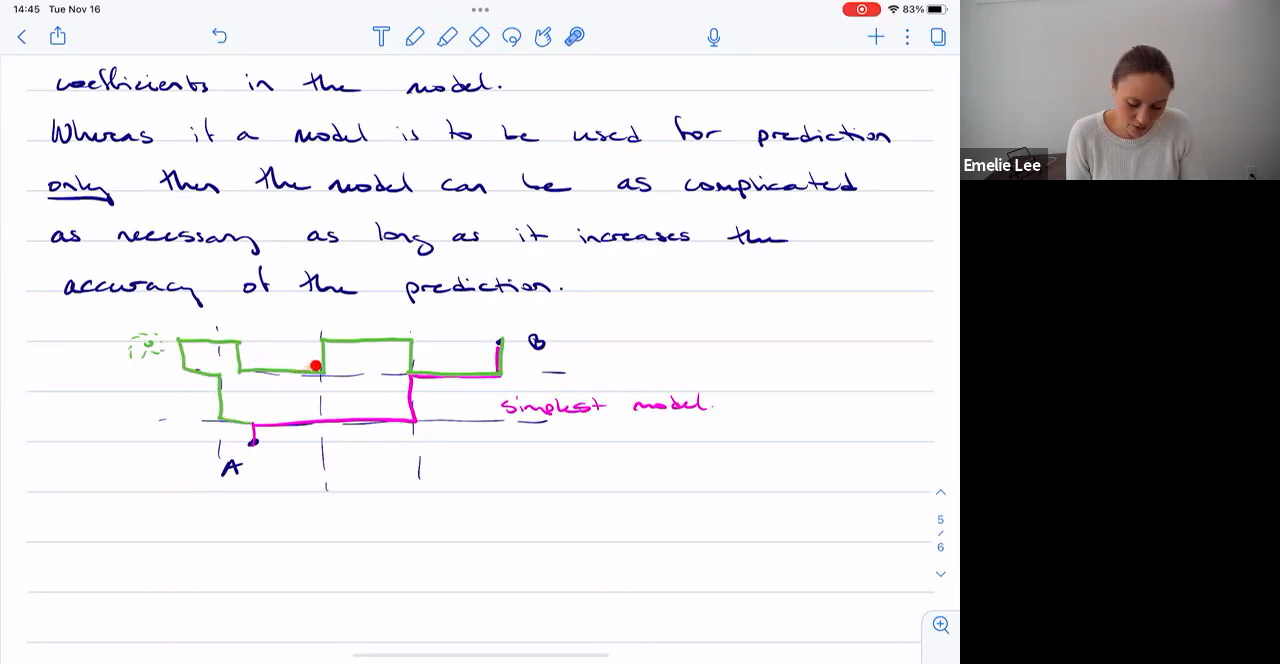 14:45 Tue Nov 16
83%
coefficients in the model.
Whereas if a model is to be used for prediction
only then the model can be as complicated
as necessary as long as it increases the
accuracy of the prediction.
B
simplest model.
A
5
6
Emelie Lee